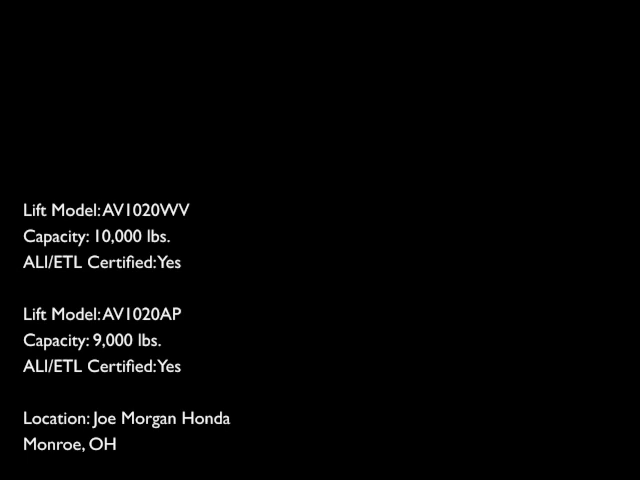 Lift Model: AV1020WV
Capacity: 10,000 lbs.
ALI/ETL Certified: Yes
Lift Model: AV1020AP
Capacity: 9,000 lbs.
ALI/ETL Certified: Yes
Location: Joe Morgan Honda
Monroe, OH